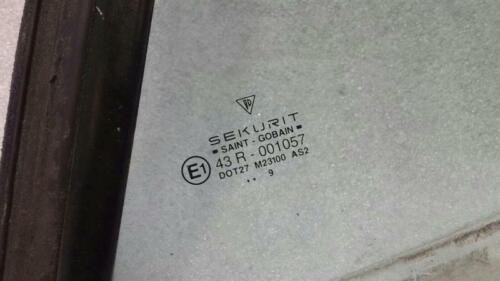 SEKURIT
SAINT-GOBAIN
E1 43 R-001057
DOT27 M23100 AS2
.. 9